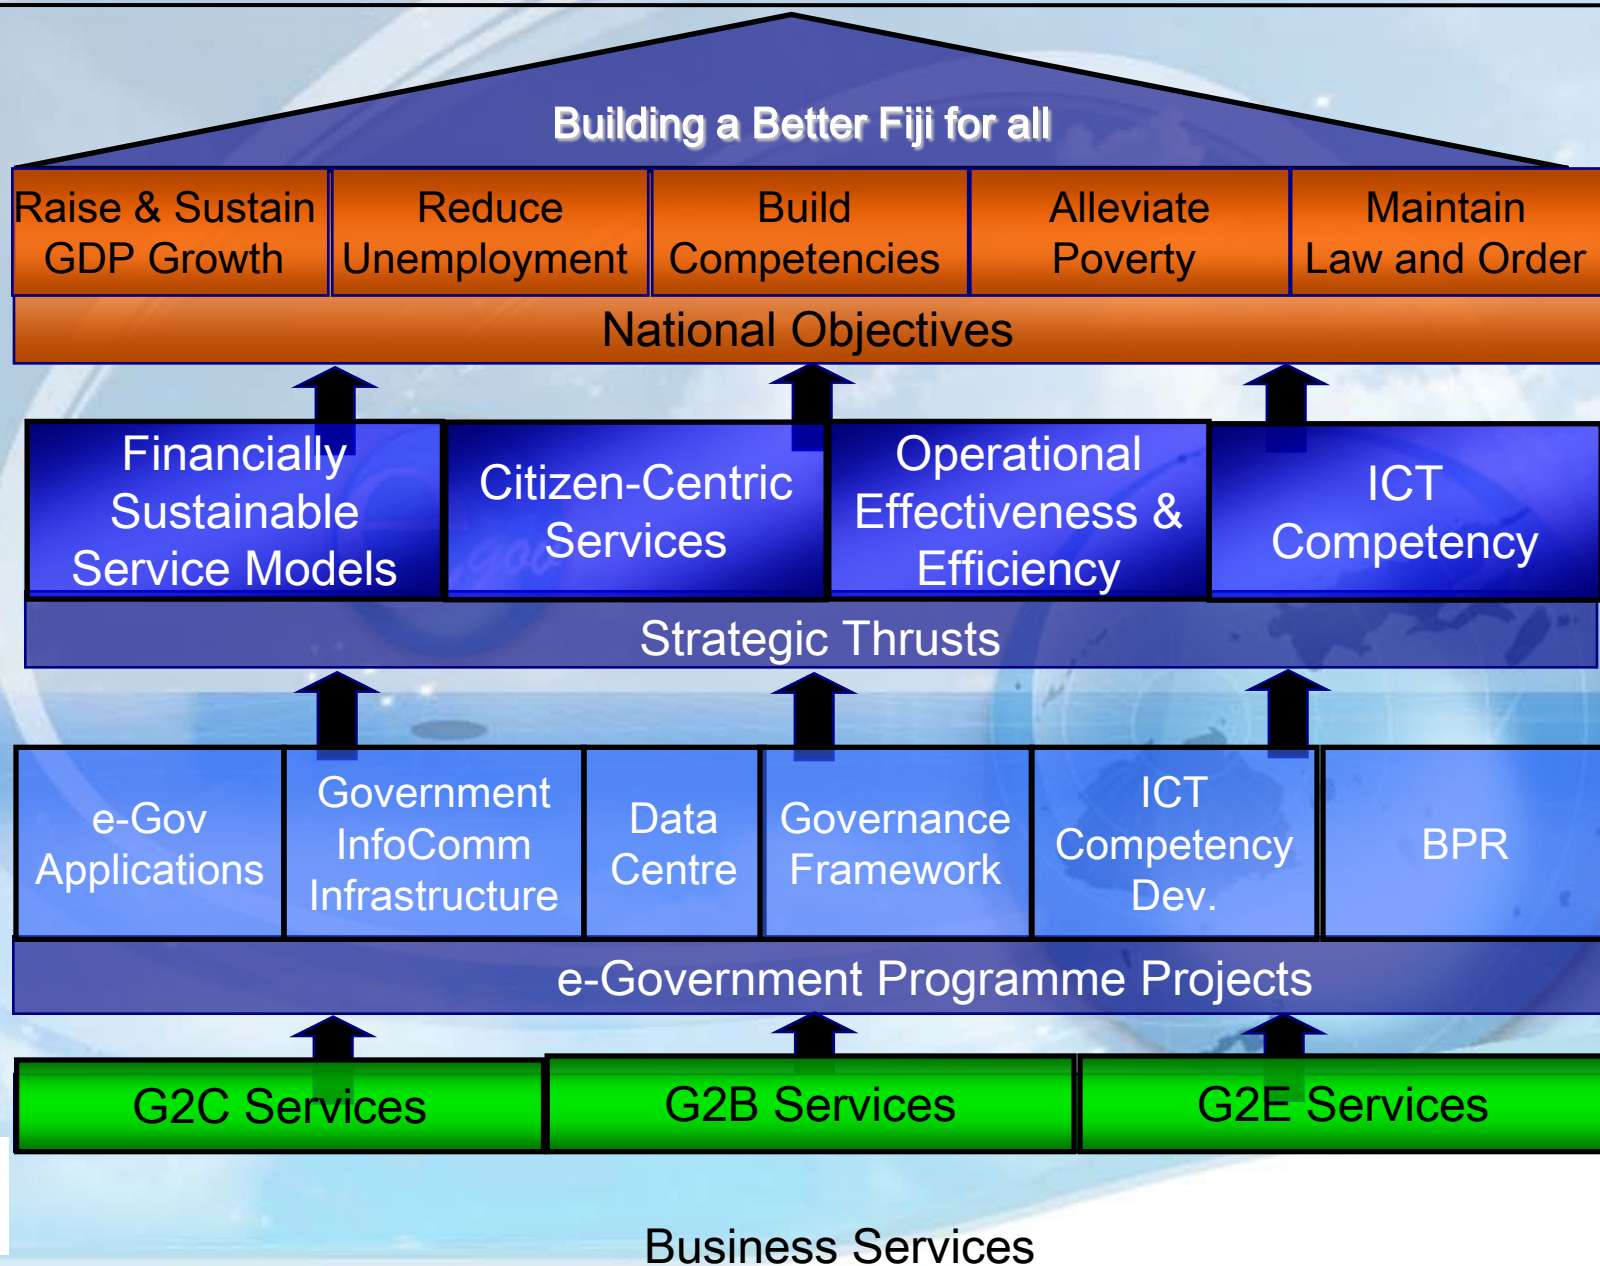 Building a Better Fiji for all
Raise & Sustain
GDP Growth
Reduce
Unemployment
Build
Competencies
Alleviate
Poverty
Maintain
Law and Order
National Objectives
Financially
Sustainable
Service Models
Citizen-Centric
Services
Operational
Effectiveness &
Efficiency
ICT
Competency
Strategic Thrusts
e-Gov
Applications
Government
InfoComm
Infrastructure
Data
Centre
Governance
Framework
ICT
Competency
Dev.
BPR
e-Government Programme Projects
G2C Services
G2B Services
G2E Services
Business Services